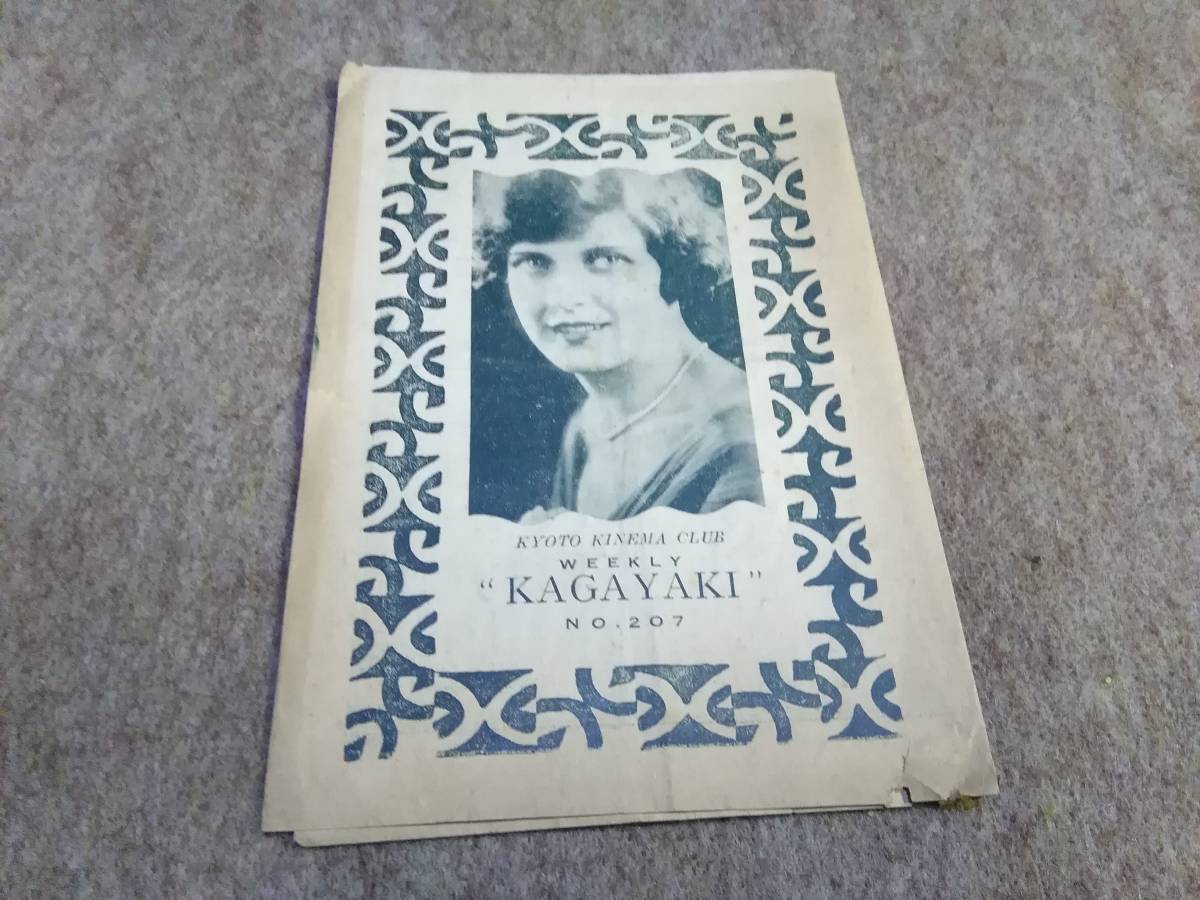 KYOTO KINEMA CLUB
WEEKLY
"KAGAYAKI"
NO.207